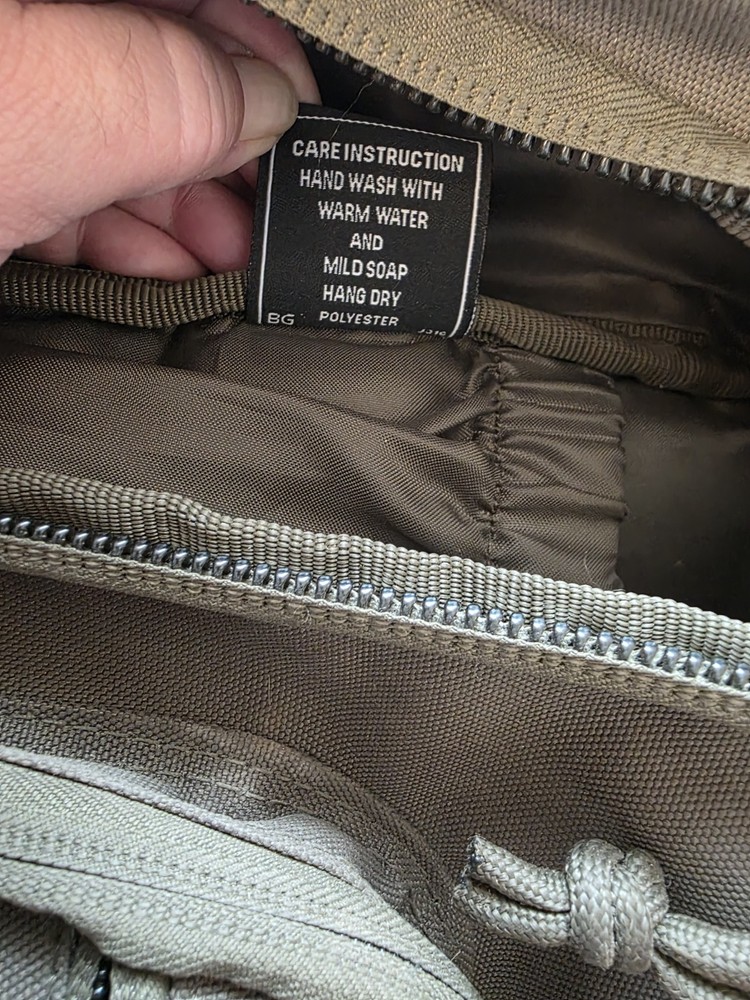 CARE INSTRUCTION
HAND WASH WITH
WARM WATER
AND
MILD SOAP
HANG DRY
BG POLYESTER